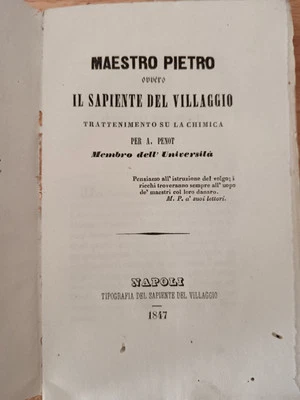 MAESTRO PIETRO
ovvero
IL SAPIENTE DEL VILLAGGIO
TRATTENIMENTO SU LA CHIMICA
PER A. PENOT
Membro dell' Università
Pensiamo all' istruzione del volgo; i
ricchi troveranno sempre all' uopo
de' maestri col loro danaro.
M. P. a' suoi lettori.
NAPOLI
TIPOGRAFIA DEL SAPIENTE DEL VILLAGGIO
1847